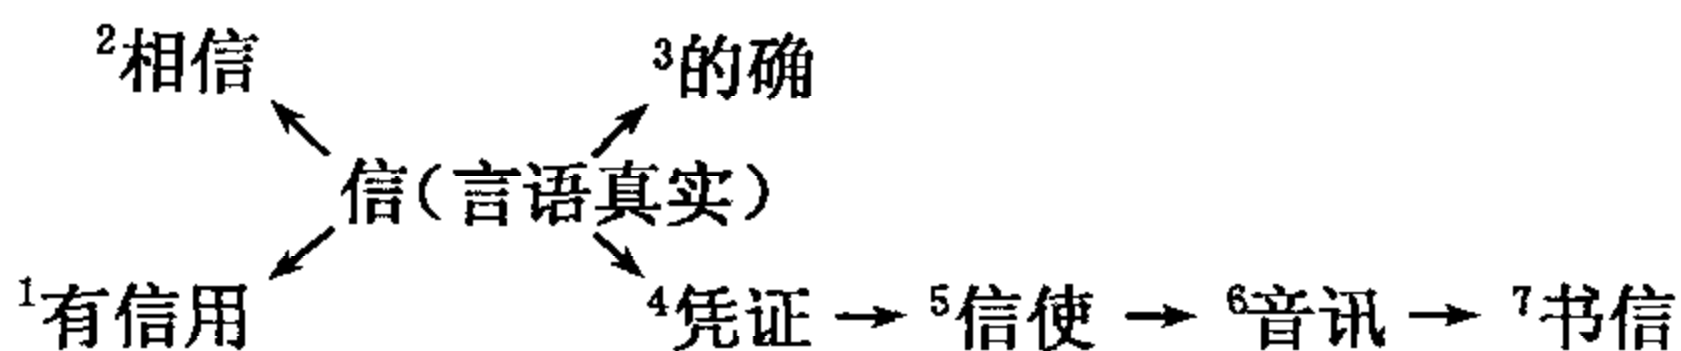 ²相信 ³的确
信(言语真实)
¹有信用 ⁴凭证 → ⁵信使 → ⁶音讯 → ⁷书信